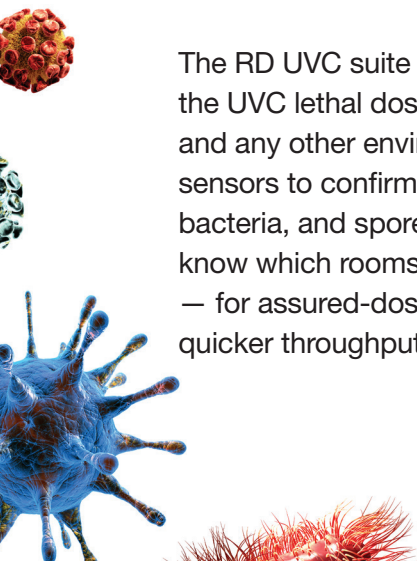 The RD UVC suite
the UVC lethal dos
and any other envi
sensors to confirm
bacteria, and spore
know which rooms
— for assured-dos
quicker throughput